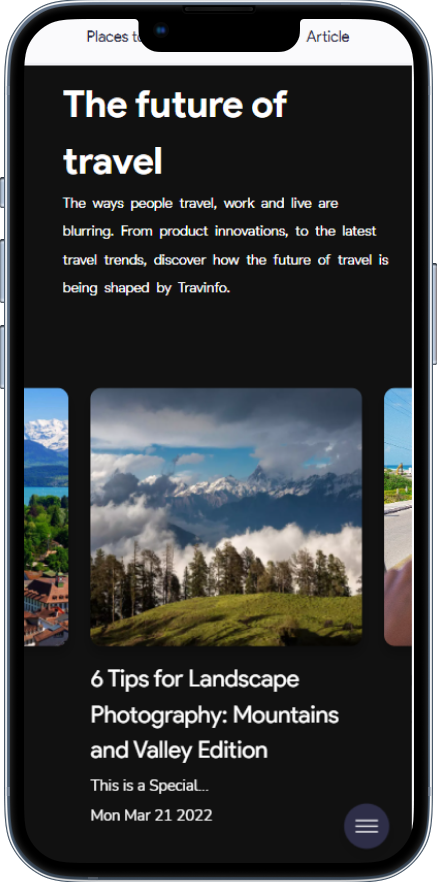 Places
Article
The future of
travel
The ways people travel, work and live are
blurring. From product innovations, to the latest
travel trends, discover how the future of travel is
being shaped by Travinfo.
6 Tips for Landscape
Photography: Mountains
and Valley Edition
This is a Special...
Mon Mar 21 2022